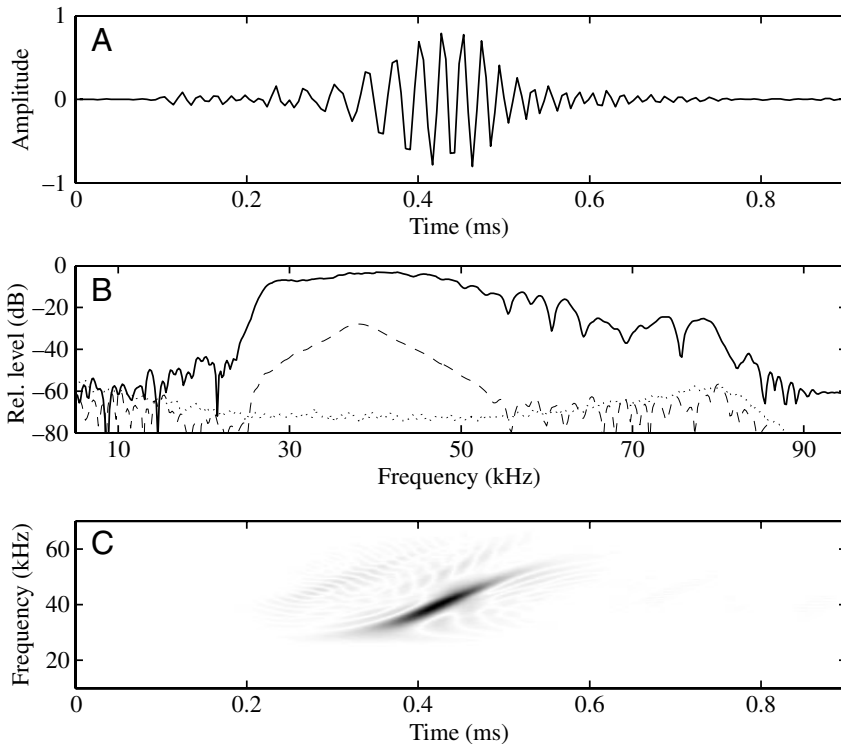 A
Amplitude
1
0
–1
0 0.2 0.4 0.6 0.8
Time (ms)
B
Rel. level (dB)
0
–20
–40
–60
–80
10 30 50 70 90
Frequency (kHz)
C
Frequency (kHz)
60
40
20
0 0.2 0.4 0.6 0.8
Time (ms)